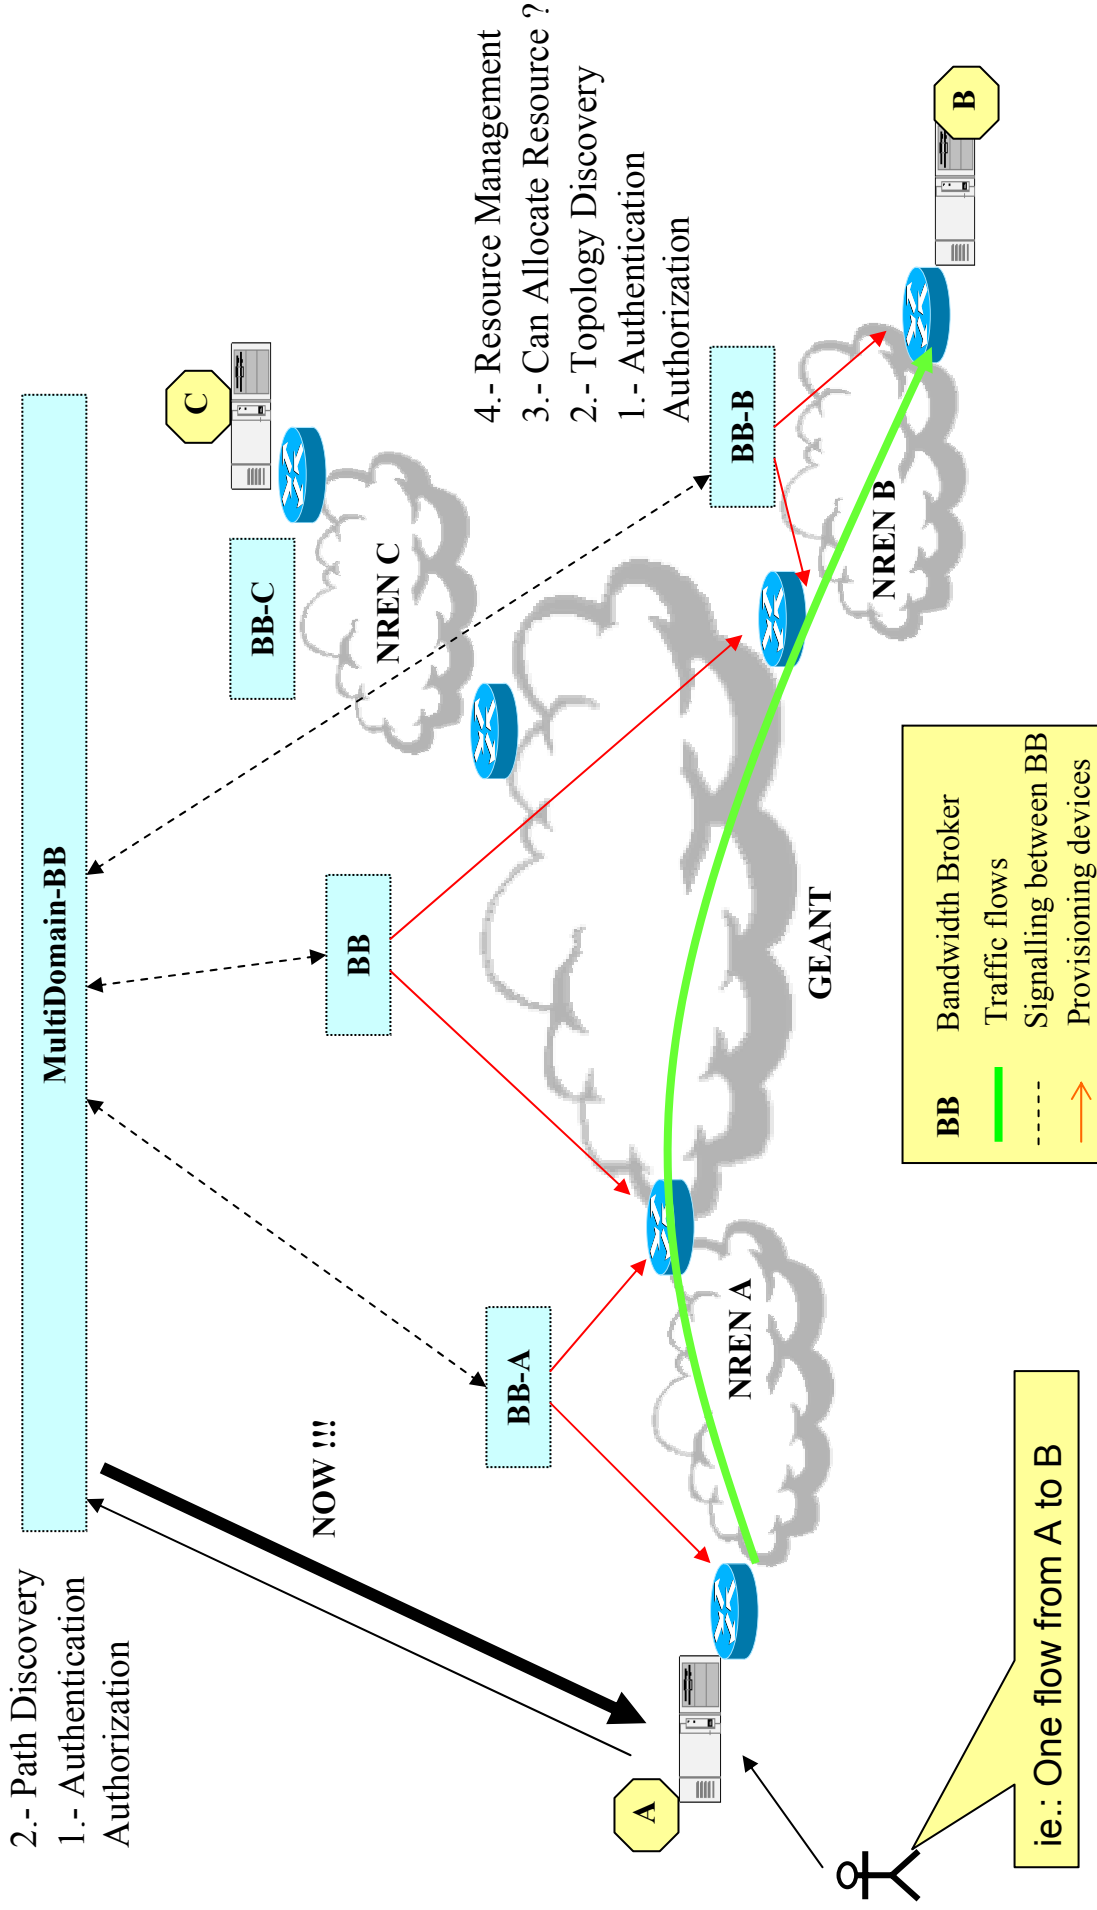 2.- Path Discovery
1.- Authentication
Authorization
MultiDomain-BB
NOW !!!
BB
C
BB-C
NREN C
4.- Resource Management
3.- Can Allocate Resource ?
2.- Topology Discovery
1.- Authentication
Authorization
BB-A
BB-B
NREN A
GEANT
NREN B
A
B
ie.: One flow from A to B
BB Bandwidth Broker
Traffic flows
Signalling between BB
Provisioning devices